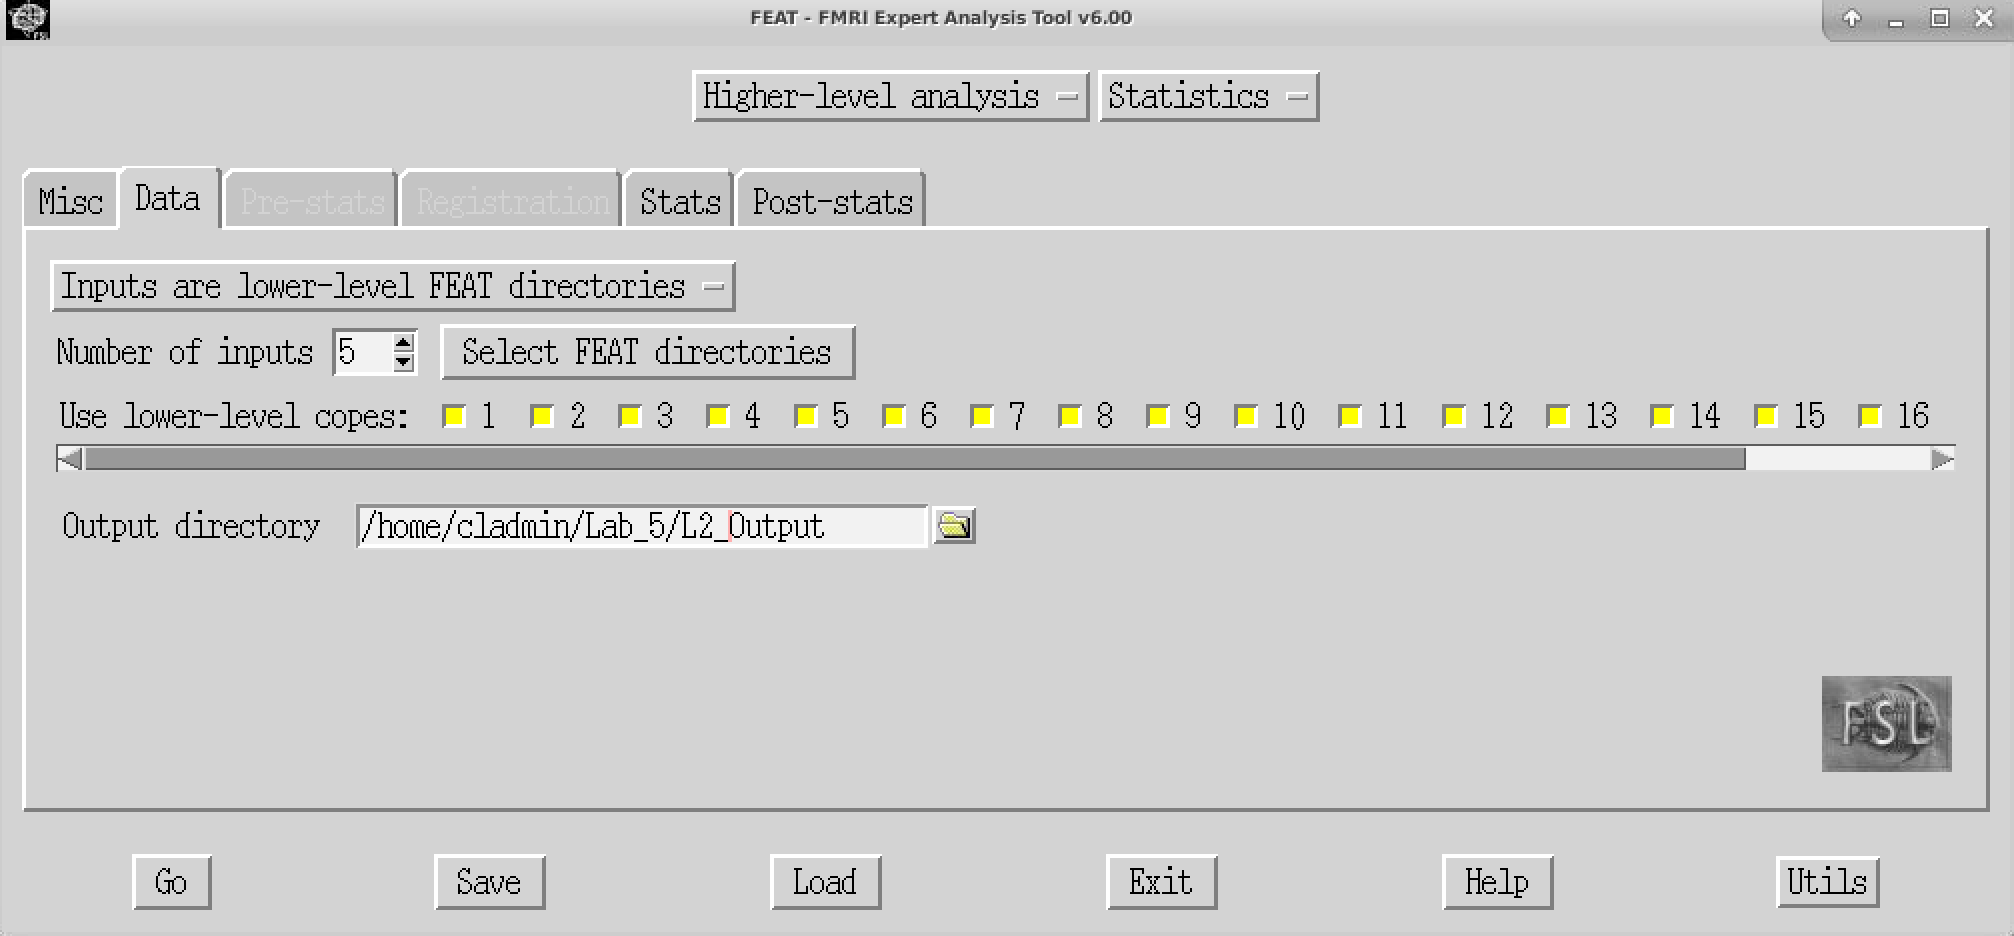 FEAT - FMRI Expert Analysis Tool v6.00
Higher-level analysis Statistics
Misc Data Pre-stats Registration Stats Post-stats
Inputs are lower-level FEAT directories
Number of inputs 5 Select FEAT directories
Use lower-level copes: 1 2 3 4 5 6 7 8 9 10 11 12 13 14 15 16
Output directory /home/cladmin/Lab_5/L2_Output
FSL
Go Save Load Exit Help Utils